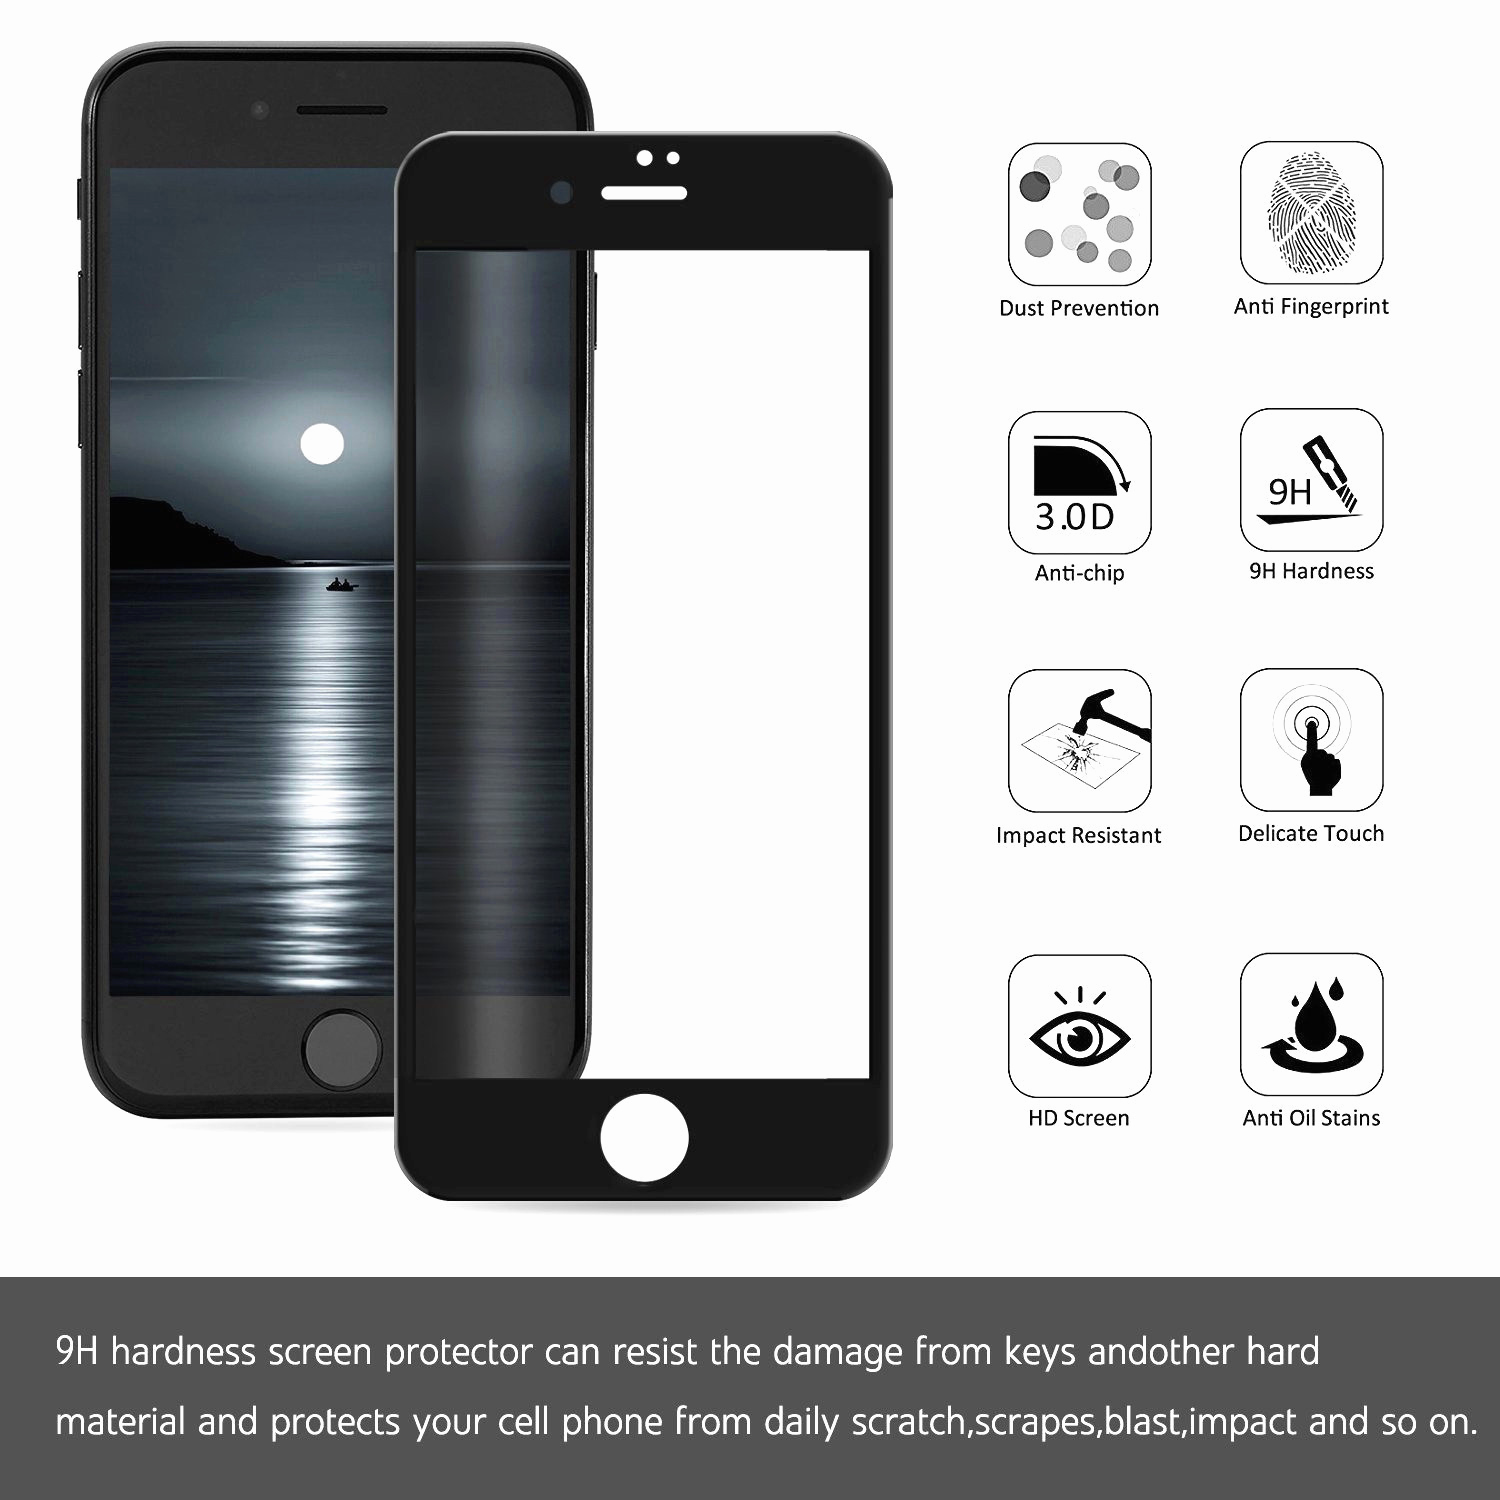 Dust Prevention
Anti Fingerprint
3.0D
Anti-chip
9H
9H Hardness
Impact Resistant
Delicate Touch
HD Screen
Anti Oil Stains
9H hardness screen protector can resist the damage from keys andother hard
material and protects your cell phone from daily scratch,scrapes,blast,impact and so on.